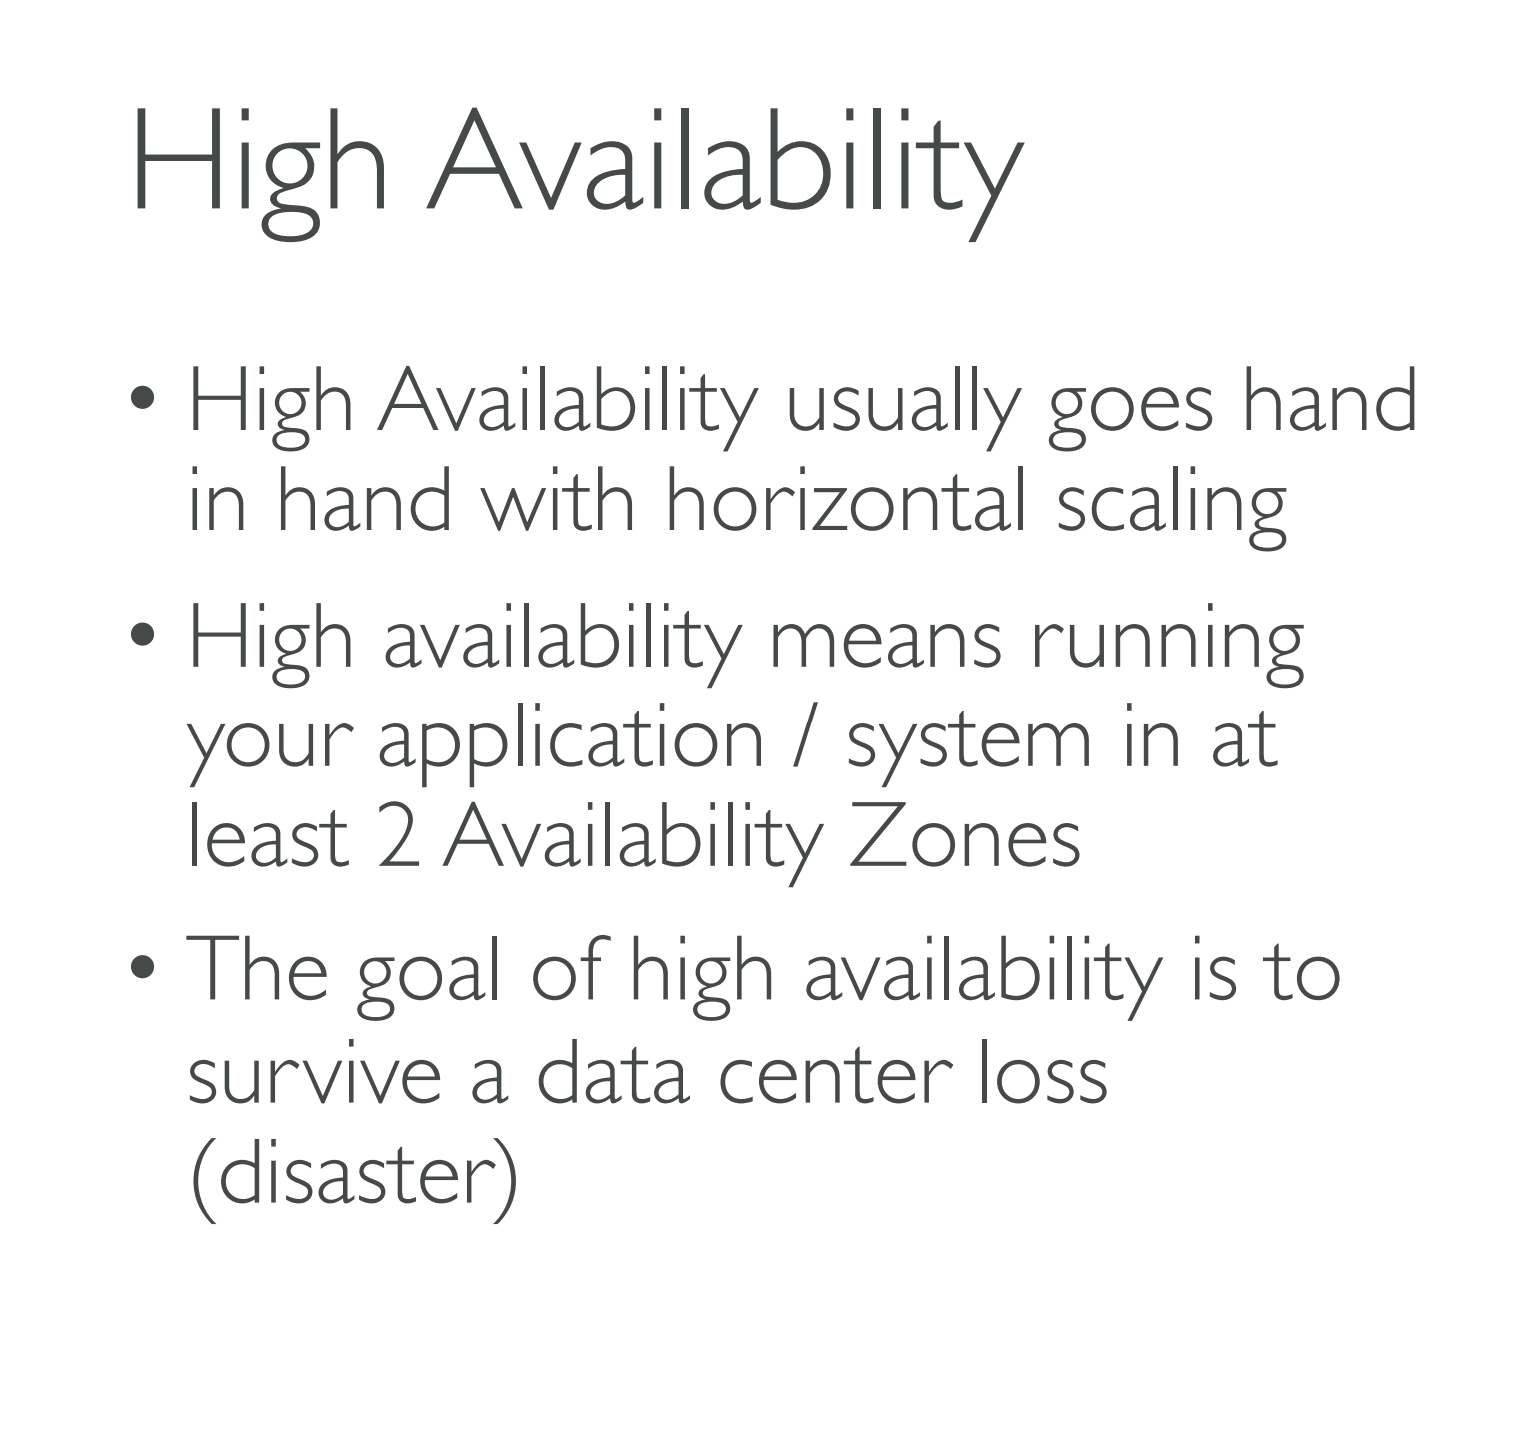 High Availability
• High Availability usually goes hand
in hand with horizontal scaling
• High availability means running
your application / system in at
least 2 Availability Zones
• The goal of high availability is to
survive a data center loss
(disaster)